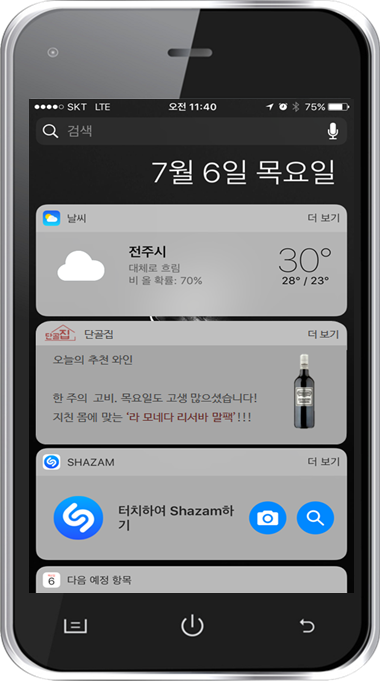 ●●●●○ SKT LTE 오전 11:40 75%
검색
7월 6일 목요일
날씨 더 보기
전주시
대체로 흐림
비 올 확률: 70%
30°
28° / 23°
단골집 단골집 더 보기
오늘의 추천 와인
한 주의 고비. 목요일도 고생 많으셨습니다!
지친 몸에 맞는 ‘라 모네다 리서바 말팩’!!!
SHAZAM 더 보기
터치하여 Shazam하
기
6 다음 예정 항목